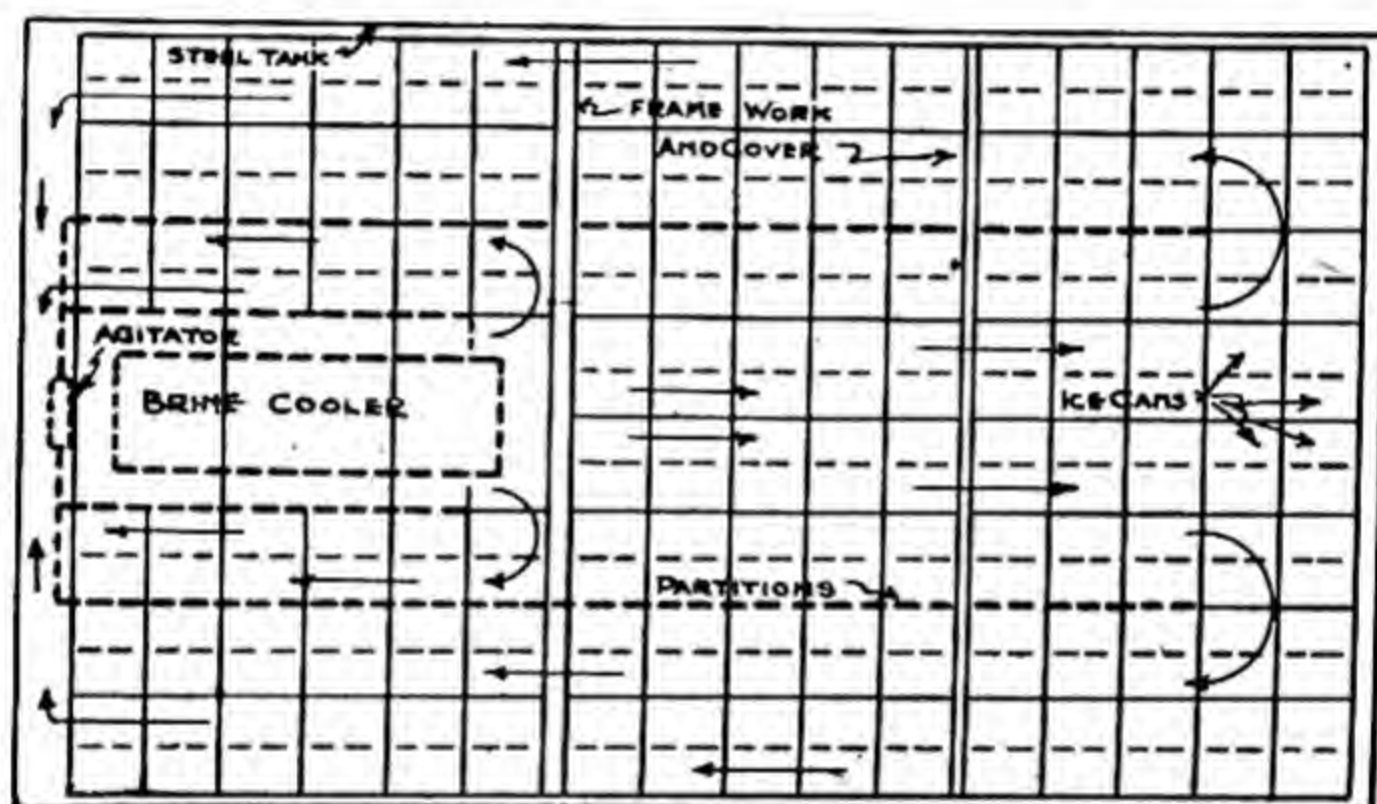 STEEL TANK
FRAME WORK
AND COVER
AGITATOR
BRINE COOLER
ICE CANS
PARTITIONS